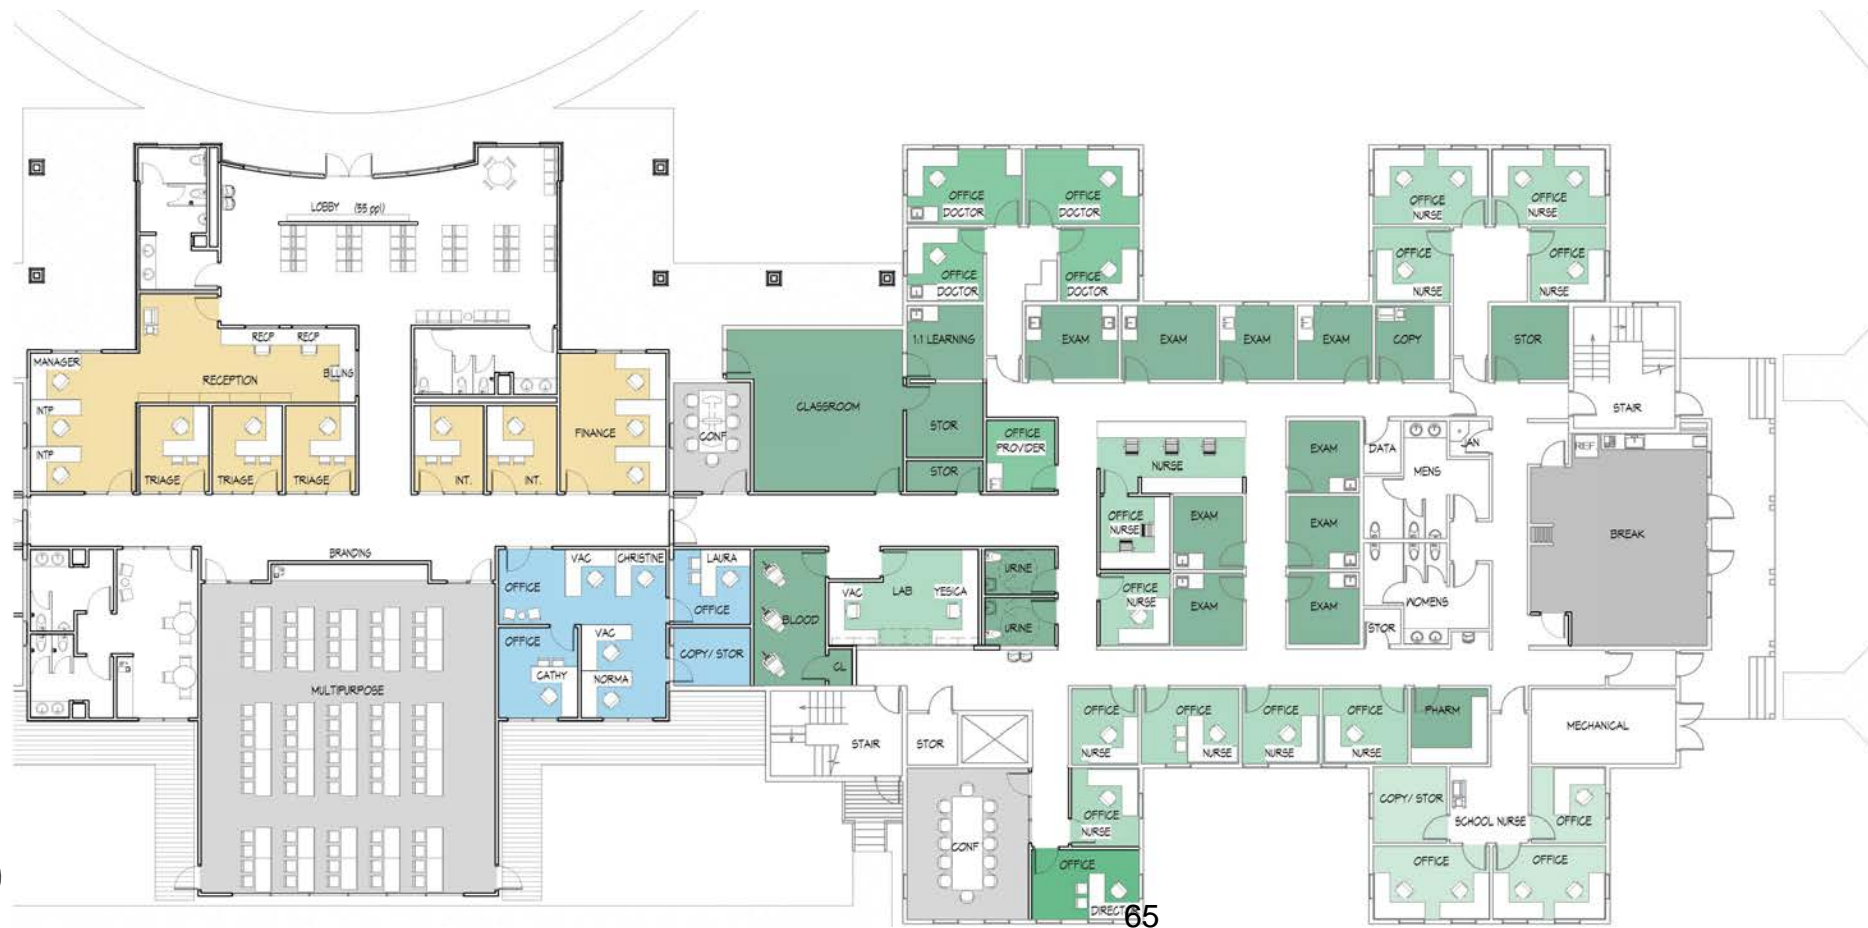 OFFICE
DOCTOR
OFFICE
DOCTOR
OFFICE
NURSE
OFFICE
NURSE
LOBBY (55 ppl)
OFFICE
DOCTOR
OFFICE
DOCTOR
OFFICE
NURSE
OFFICE
NURSE
RECP
RECP
1:1 LEARNING
EXAM
EXAM
EXAM
EXAM
COPY
STOR
MANAGER
BILLNG
RECEPTION
INTP
INTP
CLASSROOM
STAIR
FINANCE
CONF
STOR
OFFICE
PROVIDER
EXAM
DATA
JAN
REF
MENS
TRIAGE
TRIAGE
TRIAGE
INT.
INT.
STOR
NURSE
OFFICE
NURSE
EXAM
EXAM
BREAK
BRANDING
VAC
CHRISTINE
LAURA
OFFICE
OFFICE
BLOOD
VAC
LAB
YESICA
URINE
URINE
OFFICE
NURSE
EXAM
EXAM
WOMENS
STOR
OFFICE
VAC
COPY/ STOR
CL
CATHY
NORMA
MULTIPURPOSE
OFFICE
NURSE
OFFICE
NURSE
OFFICE
NURSE
OFFICE
NURSE
PHARM
MECHANICAL
STAIR
STOR
COPY/ STOR
SCHOOL NURSE
OFFICE
OFFICE
NURSE
CONF
OFFICE
DIRECT
OFFICE
OFFICE
65